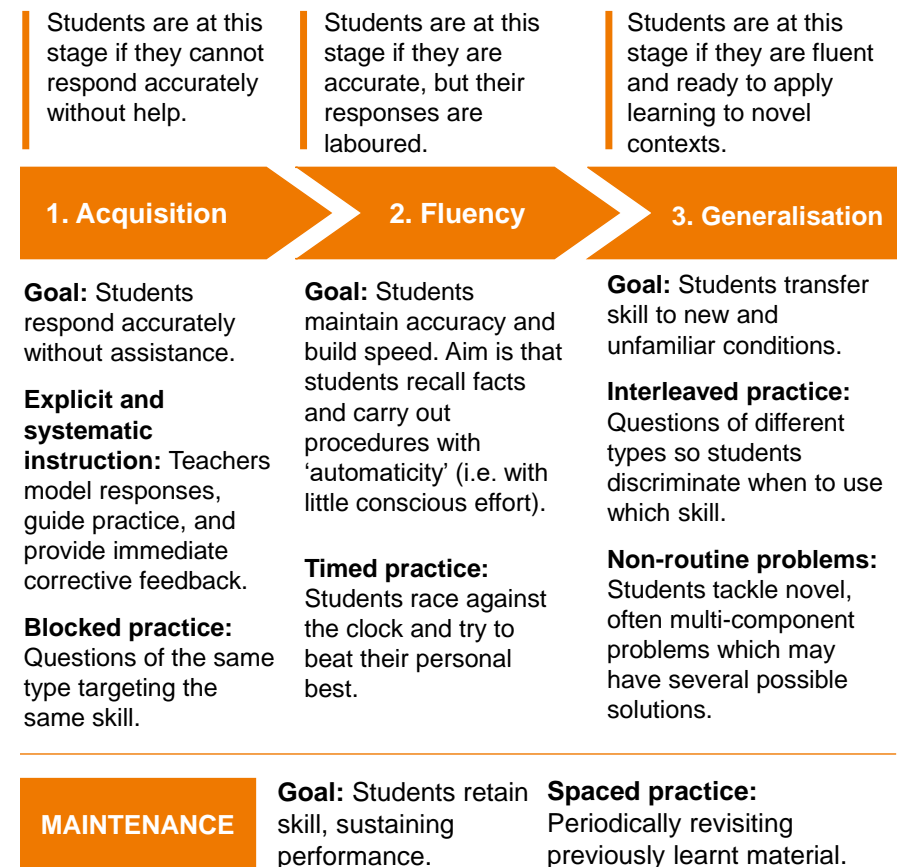 Students are at this
stage if they cannot
respond accurately
without help.
Students are at this
stage if they are
accurate, but their
responses are
laboured.
Students are at this
stage if they are fluent
and ready to apply
learning to novel
contexts.
1. Acquisition
2. Fluency
3. Generalisation
Goal: Students
respond accurately
without assistance.
Explicit and
systematic
instruction: Teachers
model responses,
guide practice, and
provide immediate
corrective feedback.
Blocked practice:
Questions of the same
type targeting the
same skill.
Goal: Students
maintain accuracy and
build speed. Aim is that
students recall facts
and carry out
procedures with
‘automaticity’ (i.e. with
little conscious effort).
Timed practice:
Students race against
the clock and try to
beat their personal
best.
Goal: Students transfer
skill to new and
unfamiliar conditions.
Interleaved practice:
Questions of different
types so students
discriminate when to use
which skill.
Non-routine problems:
Students tackle novel,
often multi-component
problems which may
have several possible
solutions.
MAINTENANCE
Goal: Students retain
skill, sustaining
performance.
Spaced practice:
Periodically revisiting
previously learnt material.